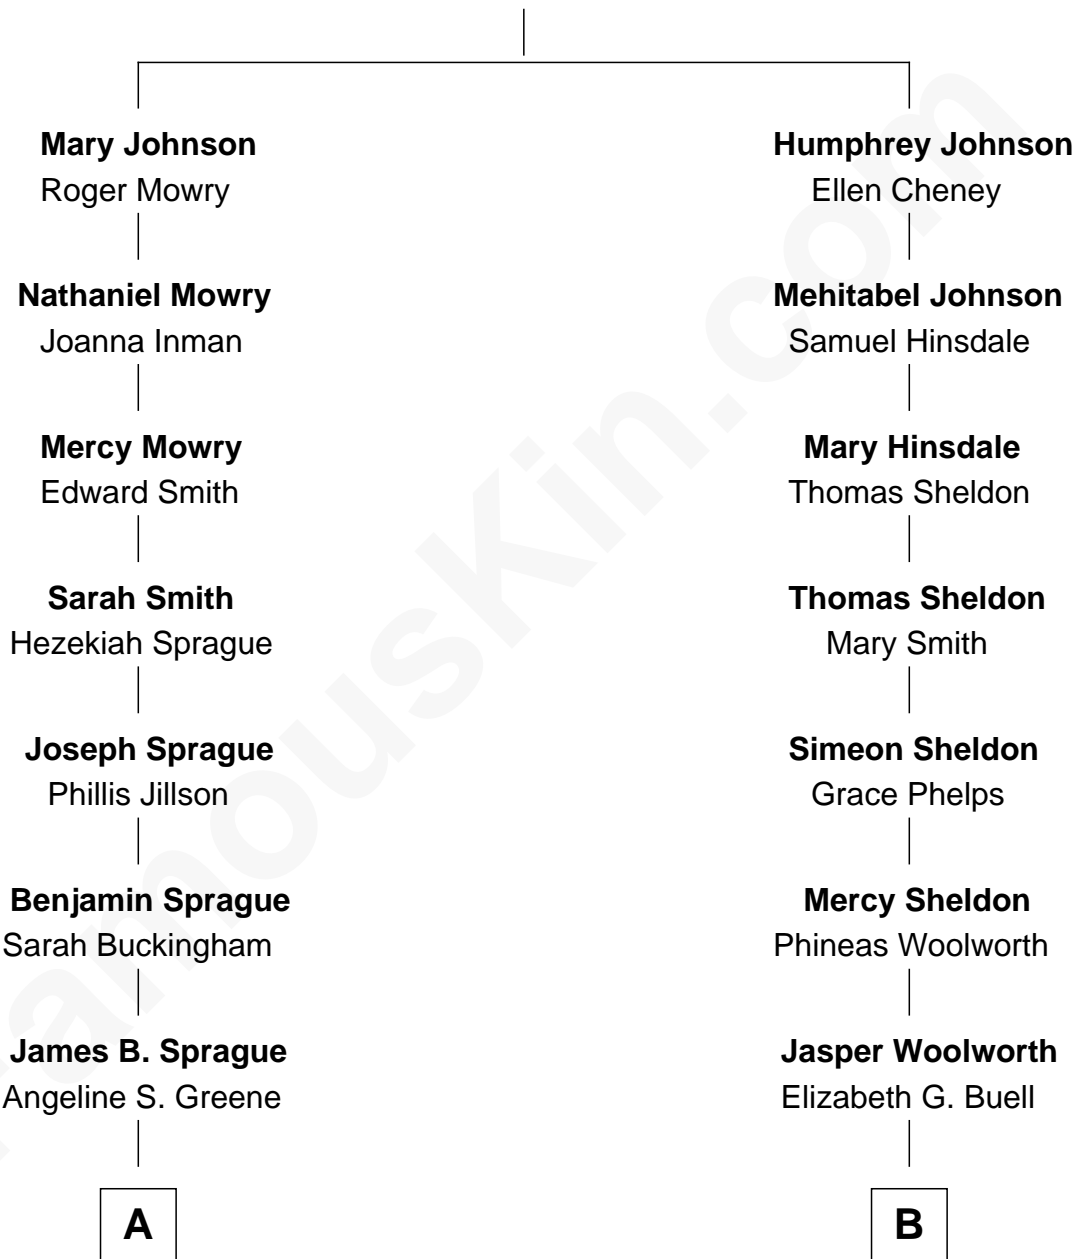 Mary Johnson
Roger Mowry
Humphrey Johnson
Ellen Cheney
Nathaniel Mowry
Joanna Inman
Mehitabel Johnson
Samuel Hinsdale
Mercy Mowry
Edward Smith
Mary Hinsdale
Thomas Sheldon
Sarah Smith
Hezekiah Sprague
Thomas Sheldon
Mary Smith
Joseph Sprague
Phillis Jillson
Simeon Sheldon
Grace Phelps
Benjamin Sprague
Sarah Buckingham
Mercy Sheldon
Phineas Woolworth
James B. Sprague
Angeline S. Greene
Jasper Woolworth
Elizabeth G. Buell
A
B
FamousKin.com